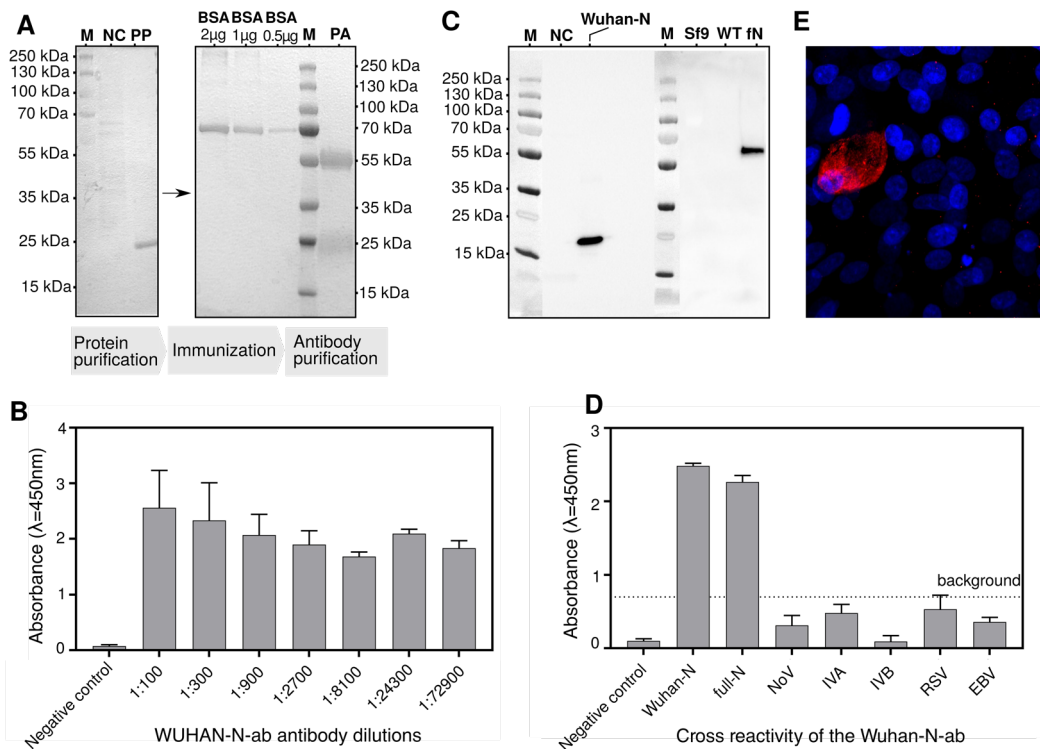 A
M NC PP
250 kDa
130 kDa
100 kDa
70 kDa
55 kDa
35 kDa
25 kDa
15 kDa
BSA BSA BSA
2µg 1µg 0.5µg M PA
250 kDa
130 kDa
100 kDa
70 kDa
55 kDa
35 kDa
25 kDa
15 kDa
Protein
purification
Immunization
Antibody
purification
C
Wuhan-N
M NC M Sf9 WT fN
250 kDa
130 kDa
100 kDa
70 kDa
55 kDa
35 kDa
25 kDa
15 kDa
E
B
Absorbance (λ=450nm)
4
3
2
1
0
Negative control
1:100
1:300
1:900
1:2700
1:8100
1:24300
1:72900
WUHAN-N-ab antibody dilutions
D
Absorbance (λ=450nm)
3
2
1
0
background
Negative control
Wuhan-N
full-N
NoV
IVA
IVB
RSV
EBV
Cross reactivity of the Wuhan-N-ab